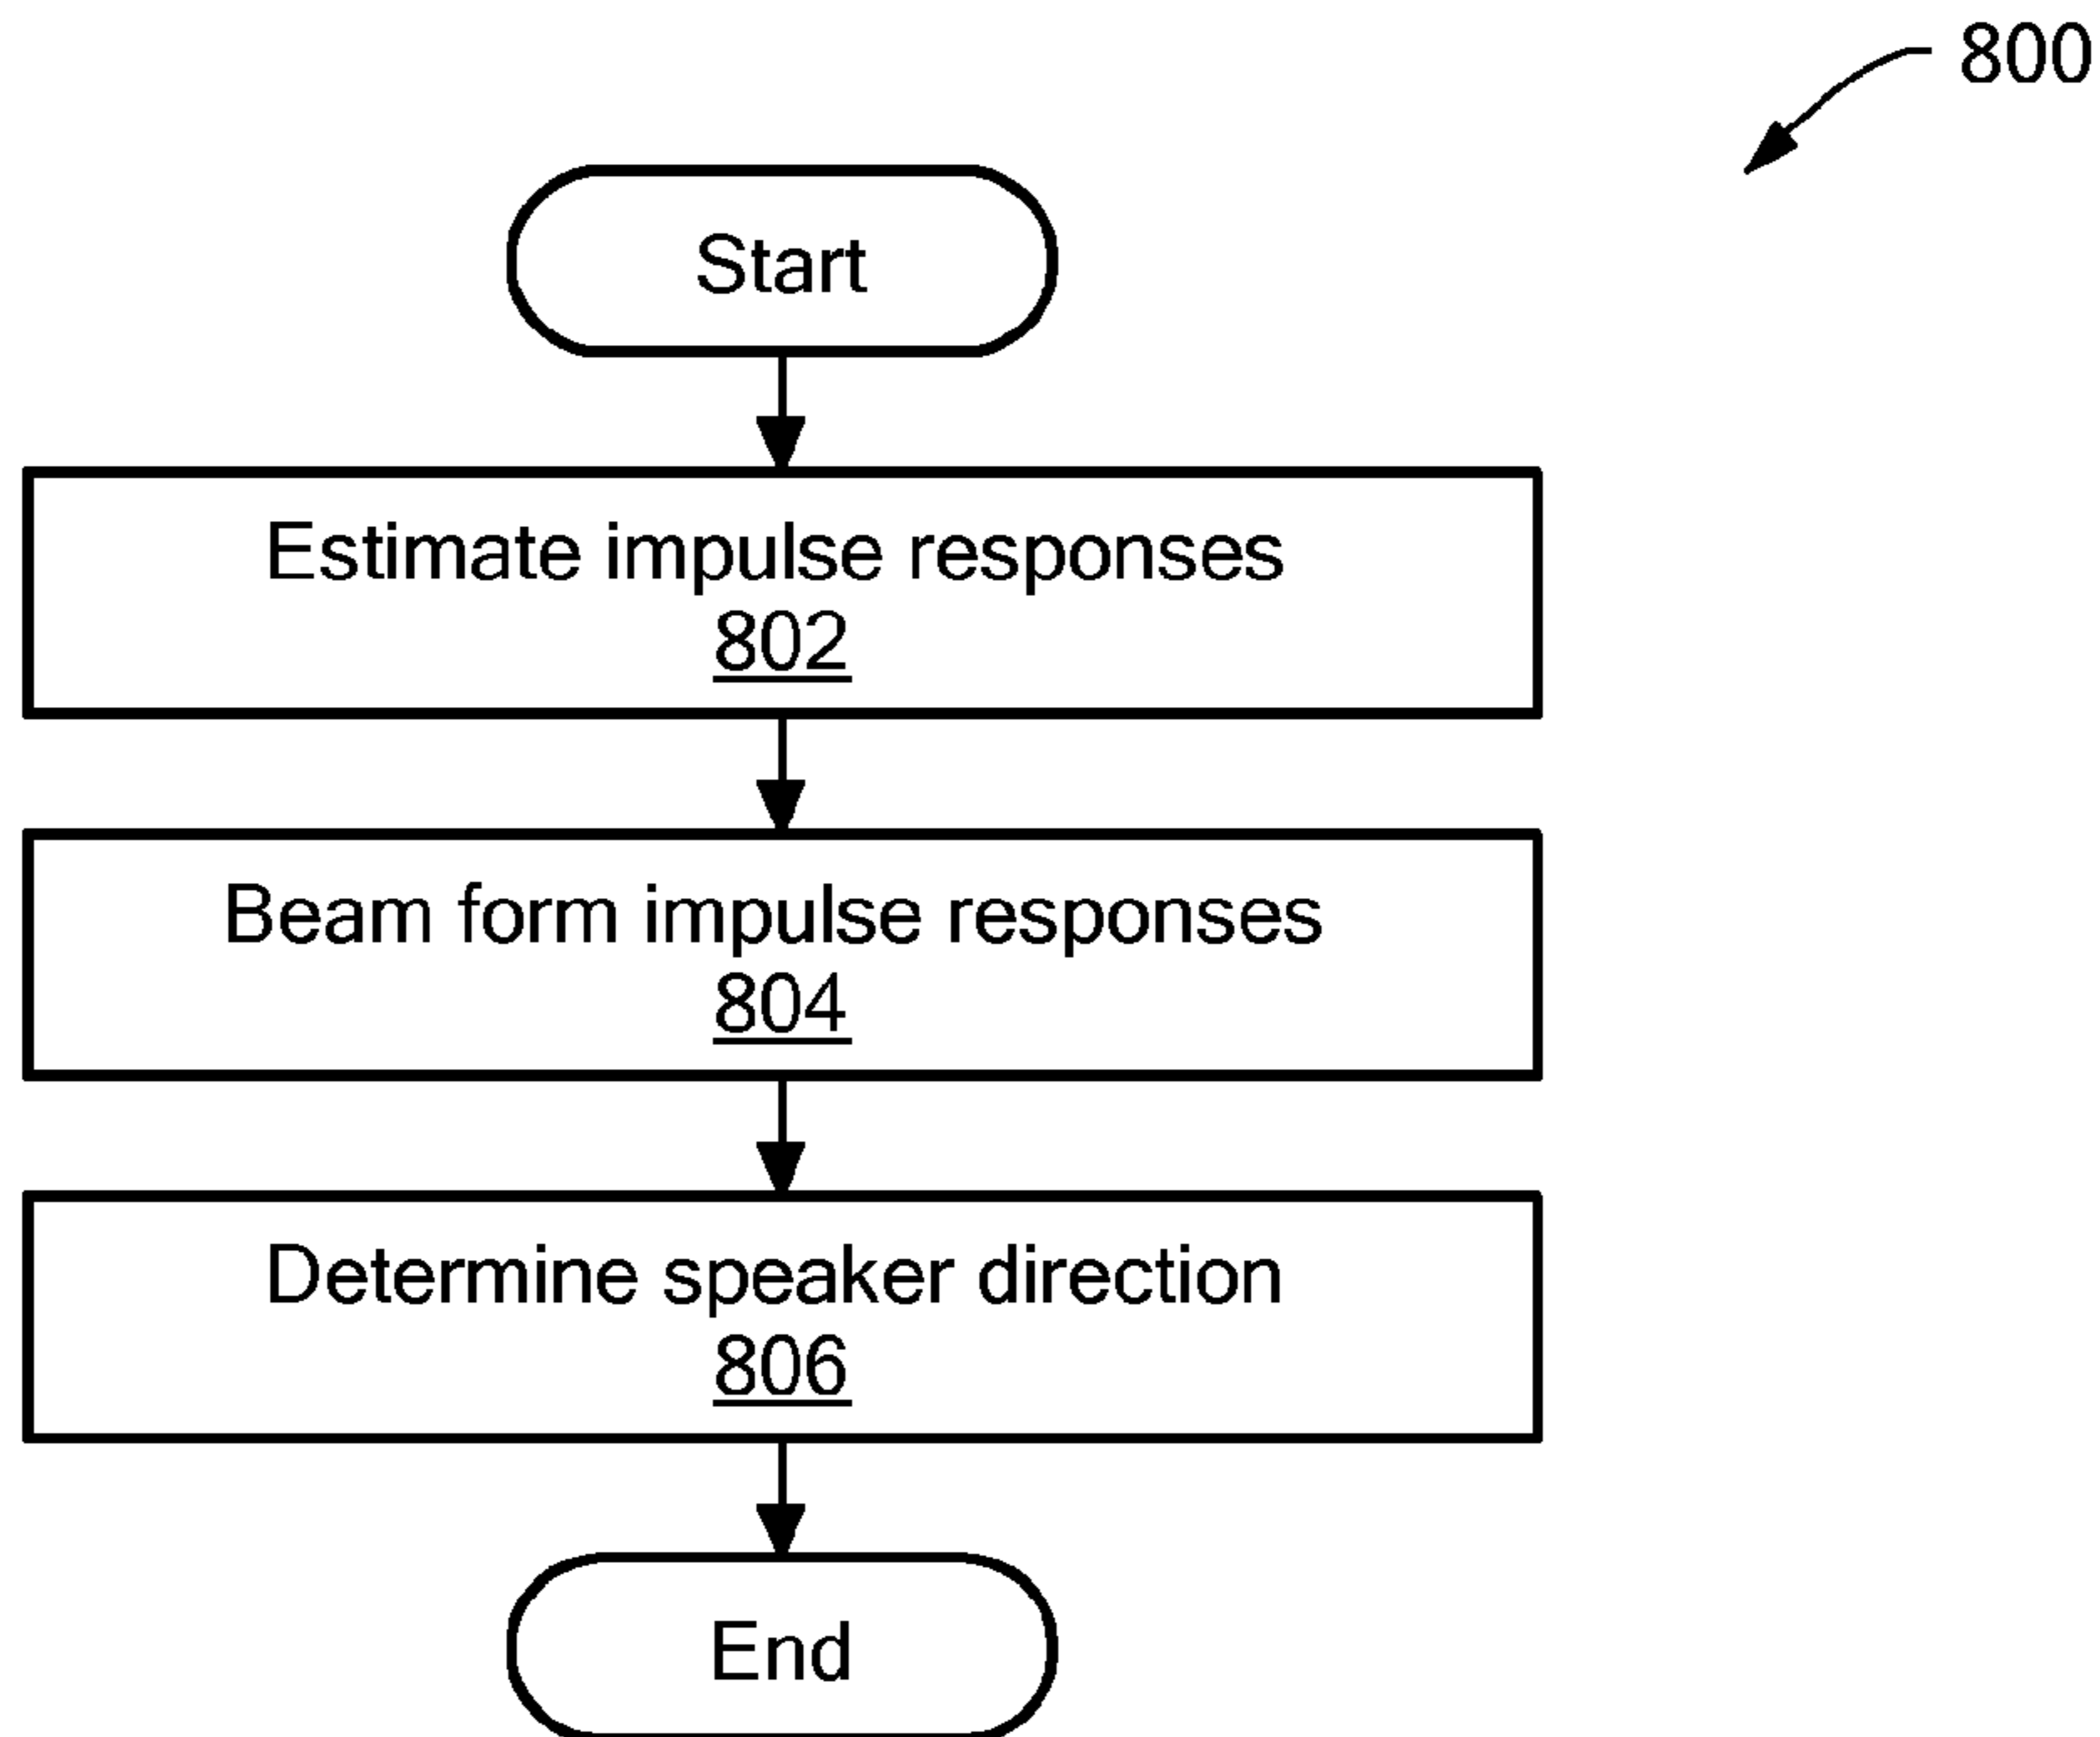 800
Start
Estimate impulse responses
802
Beam form impulse responses
804
Determine speaker direction
806
End